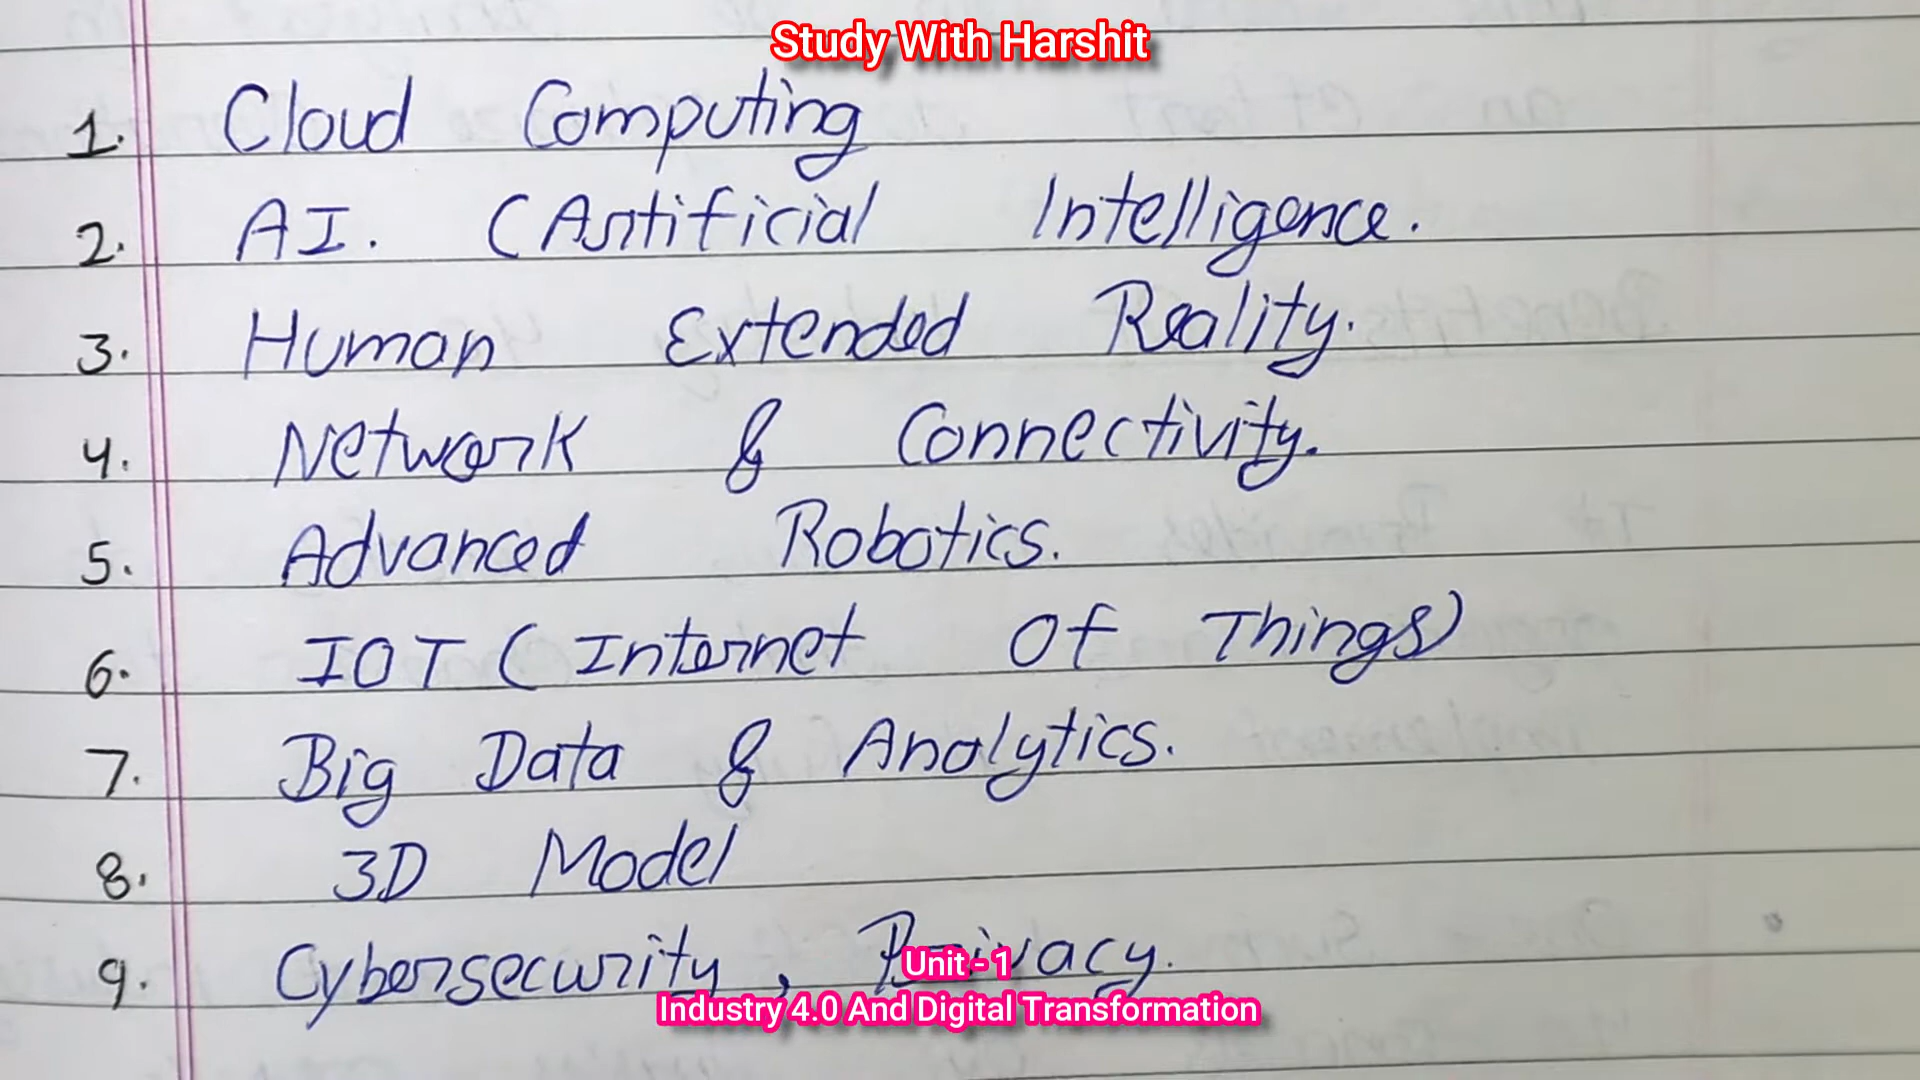 Study With Harshit
1. Cloud Computing
2. AI. (Artificial Intelligence.
3. Human Extended Reality.
4. Network & Connectivity.
5. Advanced Robotics.
6. IOT (Internet Of Things)
7. Big Data & Analytics.
8. 3D Model
9. Cybersecurity, Privacy.
Unit - 1
Industry 4.0 And Digital Transformation